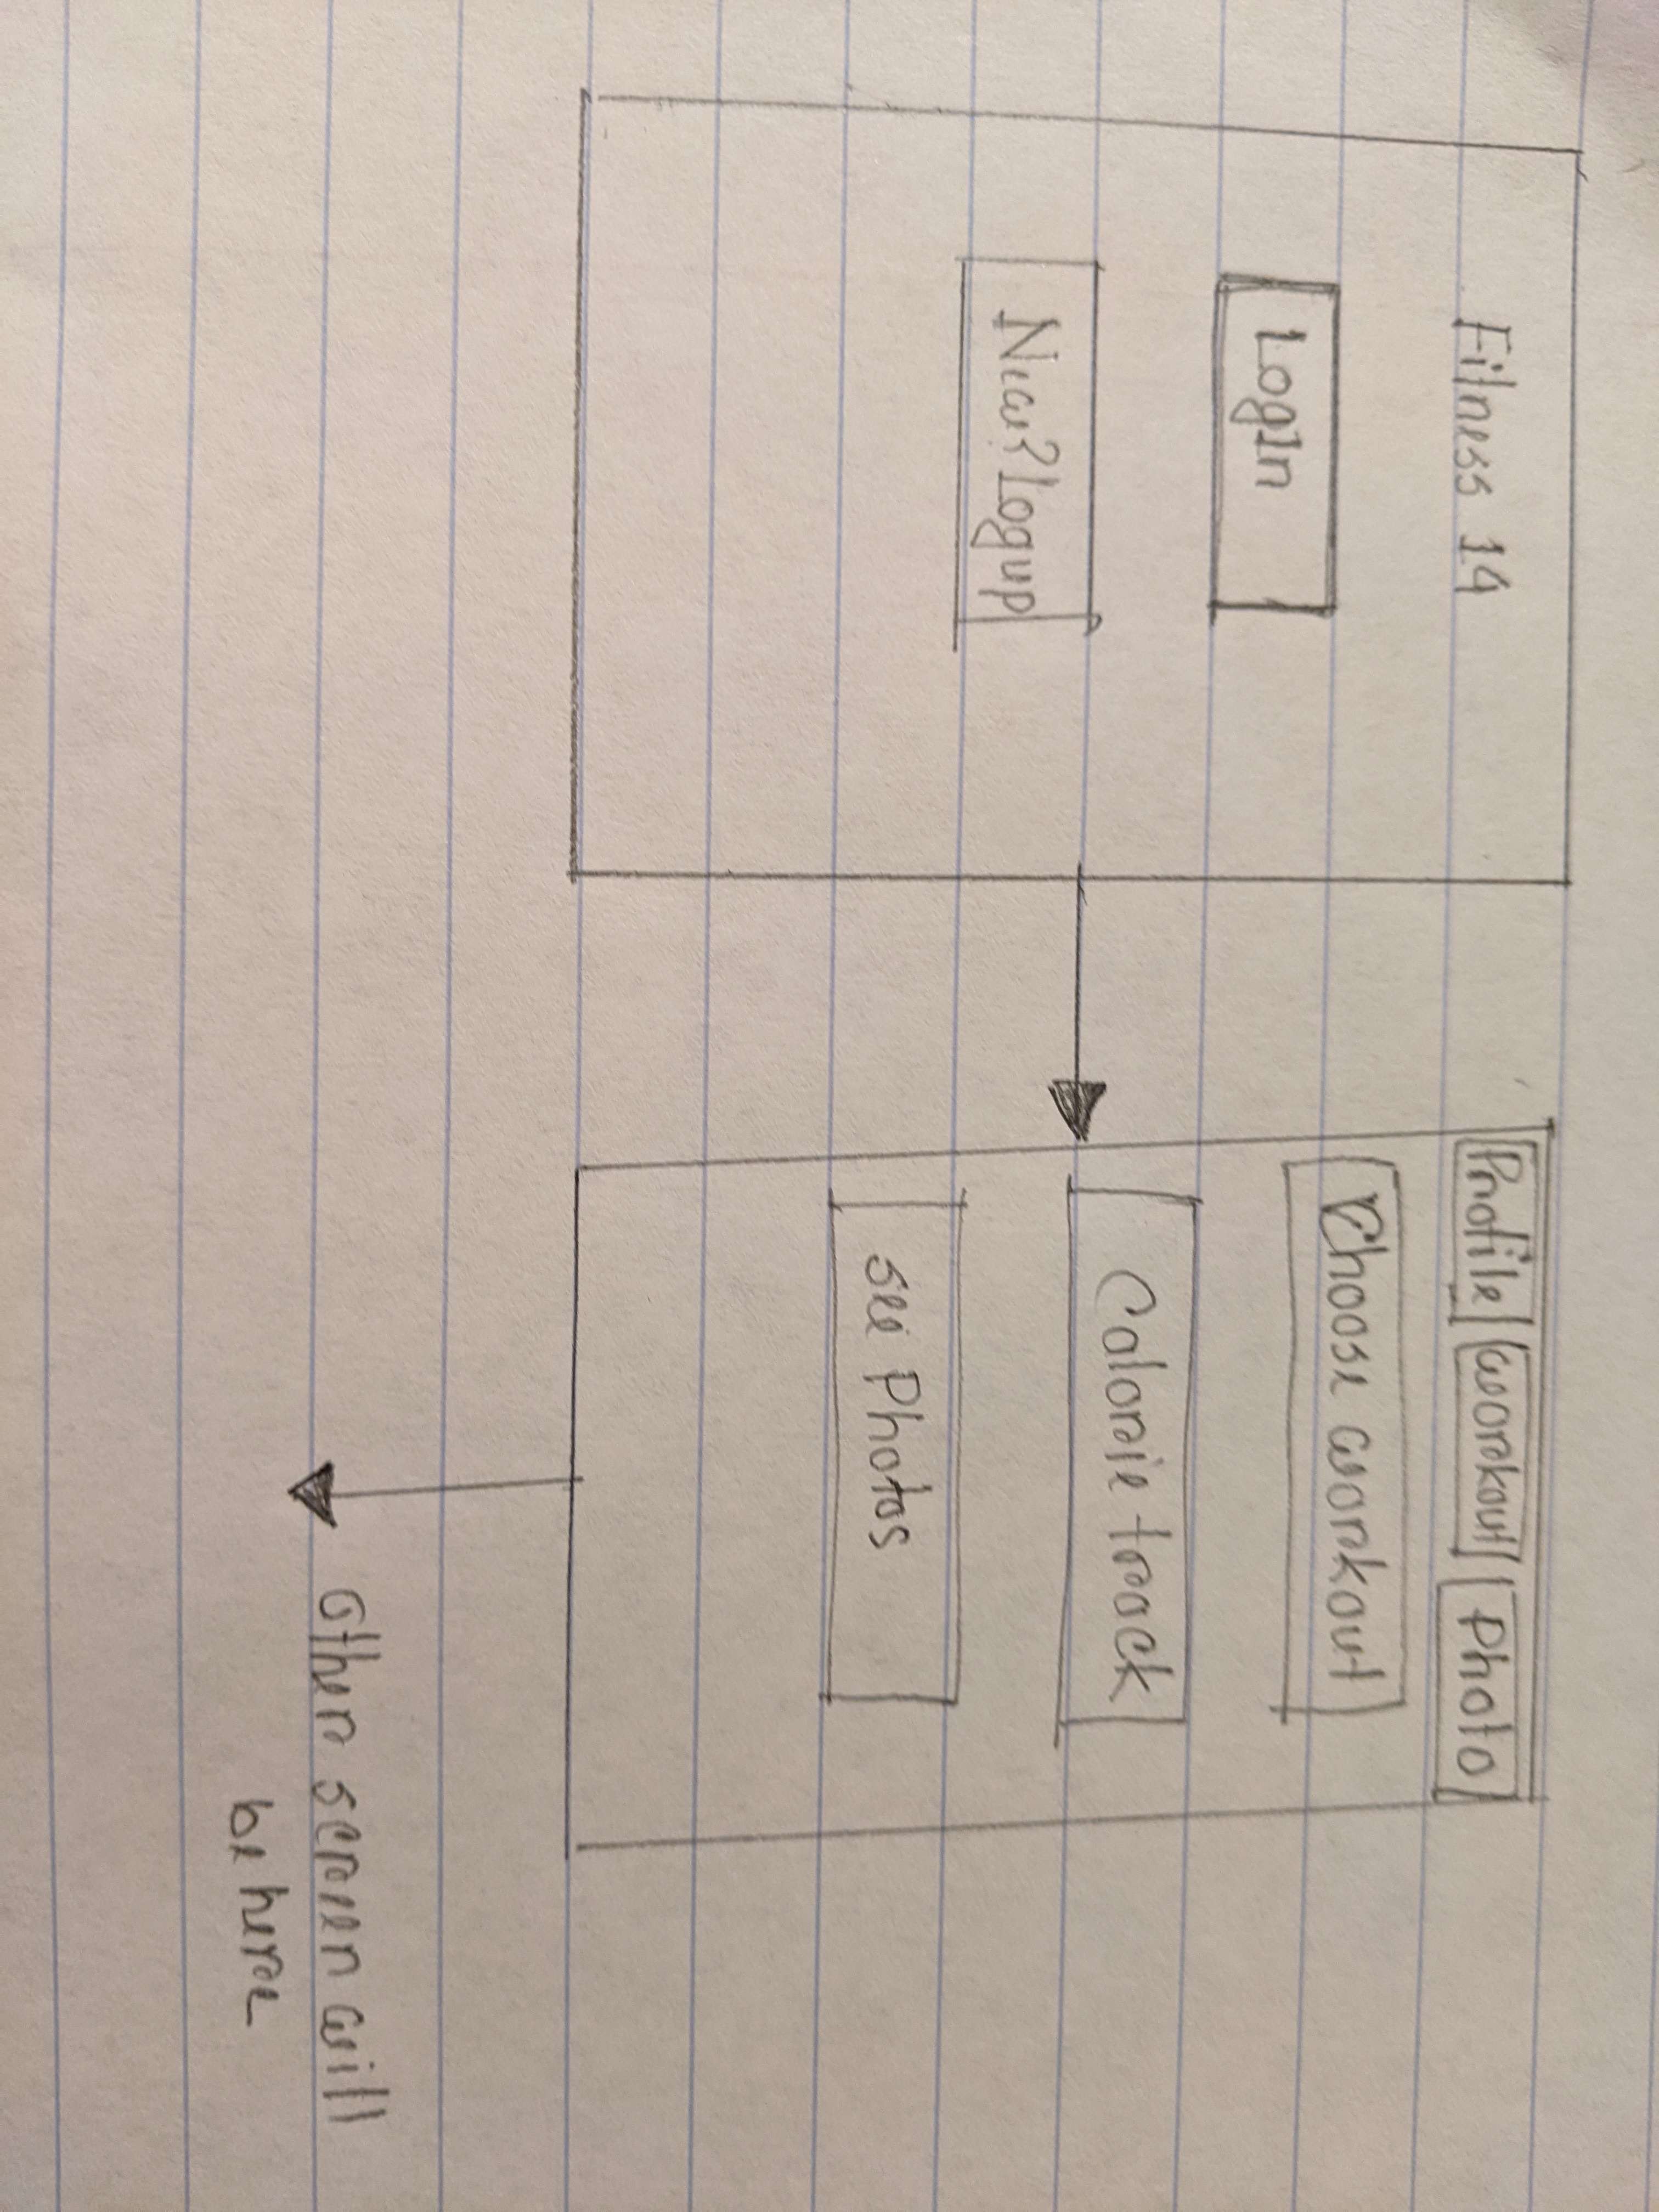 Fitness 14
LogIn
New? logup
Profile
workout
Photo
Choose workout
Calorie track
see Photos
Other screen will
be here